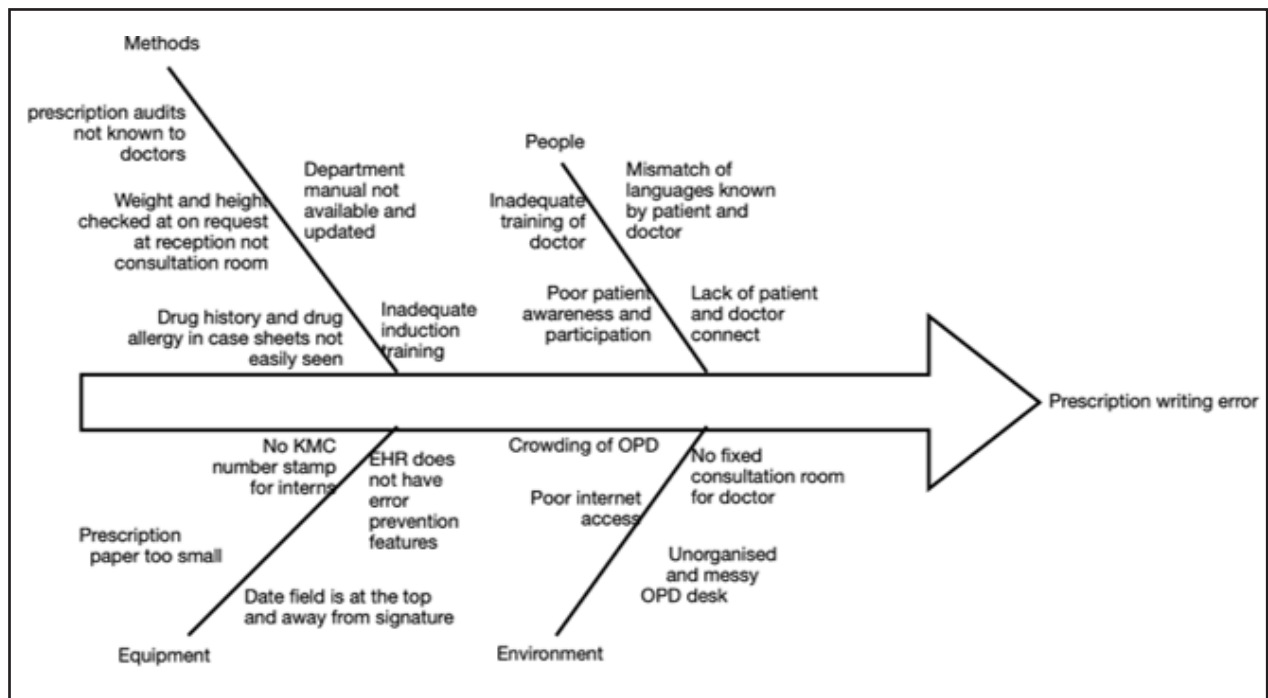 Methods
prescription audits
not known to
doctors
Weight and height
checked at on request
at reception not
consultation room
Drug history and drug
allergy in case sheets not
easily seen
Department
manual not
available and
updated
Inadequate
induction
training
People
Inadequate
training of
doctor
Poor patient
awareness and
participation
Mismatch of
languages known
by patient and
doctor
Lack of patient
and doctor
connect
Prescription writing error
No KMC
number stamp
for interns
Prescription
paper too small
EHR does
not have
error
prevention
features
Date field is at the top
and away from signature
Equipment
Crowding of OPD
Poor internet
access
No fixed
consultation room
for doctor
Unorganised
and messy
OPD desk
Environment